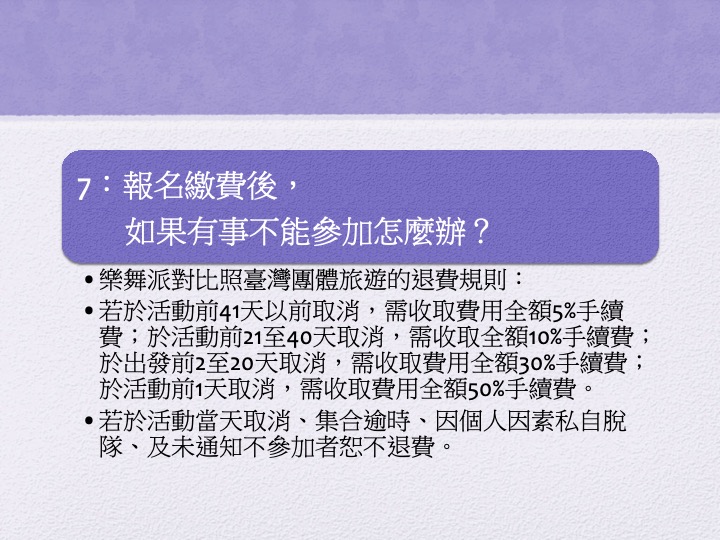 7：報名繳費後，
如果有事不能參加怎麼辦？
•樂舞派對比照臺灣團體旅遊的退費規則：
•若於活動前41天以前取消，需收取費用全額5%手續
費；於活動前21至40天取消，需收取全額10%手續費；
於出發前2至20天取消，需收取費用全額30%手續費；
於活動前1天取消，需收取費用全額50%手續費。
•若於活動當天取消、集合逾時、因個人因素私自脫
隊、及未通知不參加者恕不退費。